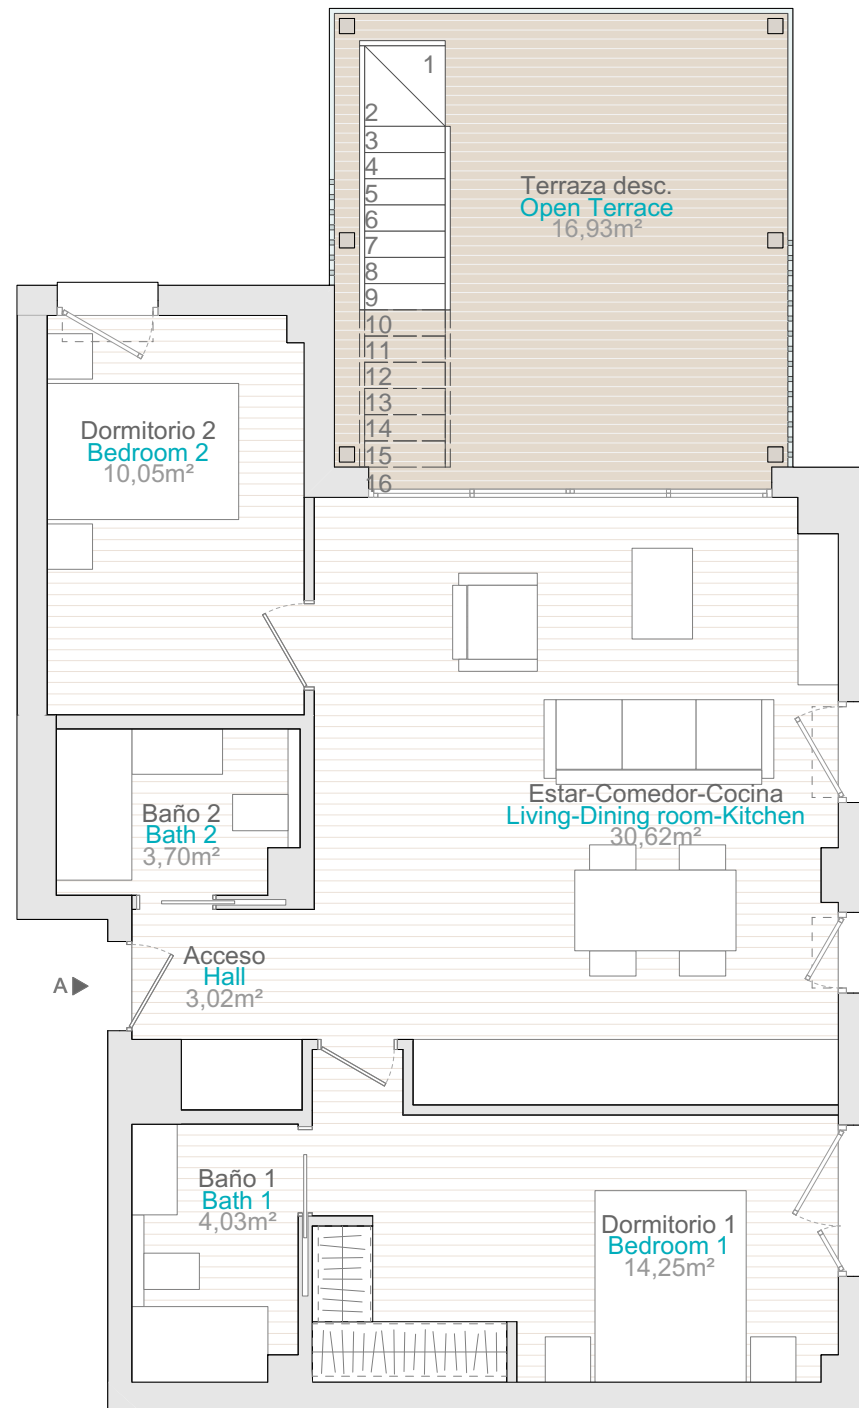 1
2
3
4
5
6
7
8
9
10
11
12
13
14
15
16
Terraza desc.
Open Terrace
16,93m²
Dormitorio 2
Bedroom 2
10,05m²
Estar-Comedor-Cocina
Living-Dining room-Kitchen
30,62m²
Baño 2
Bath 2
3,70m²
Acceso
Hall
3,02m²
A
Baño 1
Bath 1
4,03m²
Dormitorio 1
Bedroom 1
14,25m²